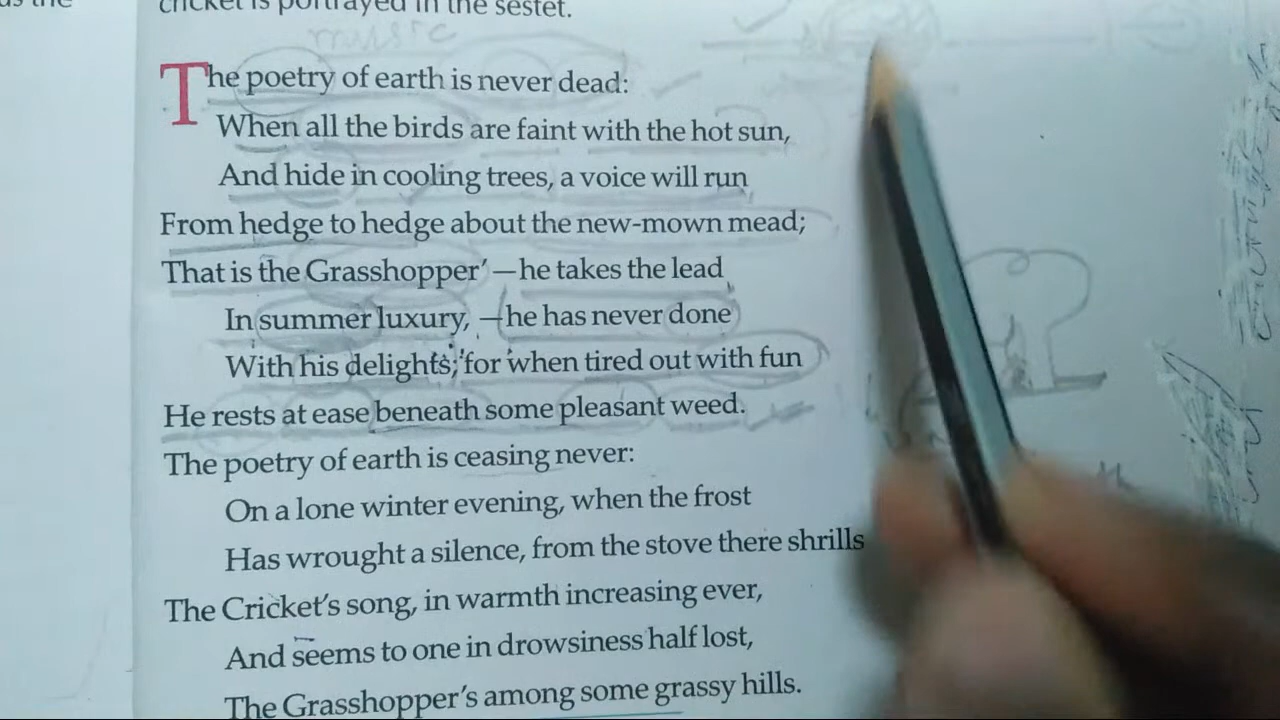 cricket is portrayed in the sestet.
music
The poetry of earth is never dead:
When all the birds are faint with the hot sun,
And hide in cooling trees, a voice will run
From hedge to hedge about the new-mown mead;
That is the Grasshopper’—he takes the lead
In summer luxury, —he has never done
With his delights; for when tired out with fun
He rests at ease beneath some pleasant weed.
The poetry of earth is ceasing never:
On a lone winter evening, when the frost
Has wrought a silence, from the stove there shrills
The Cricket’s song, in warmth increasing ever,
And seems to one in drowsiness half lost,
The Grasshopper’s among some grassy hills.